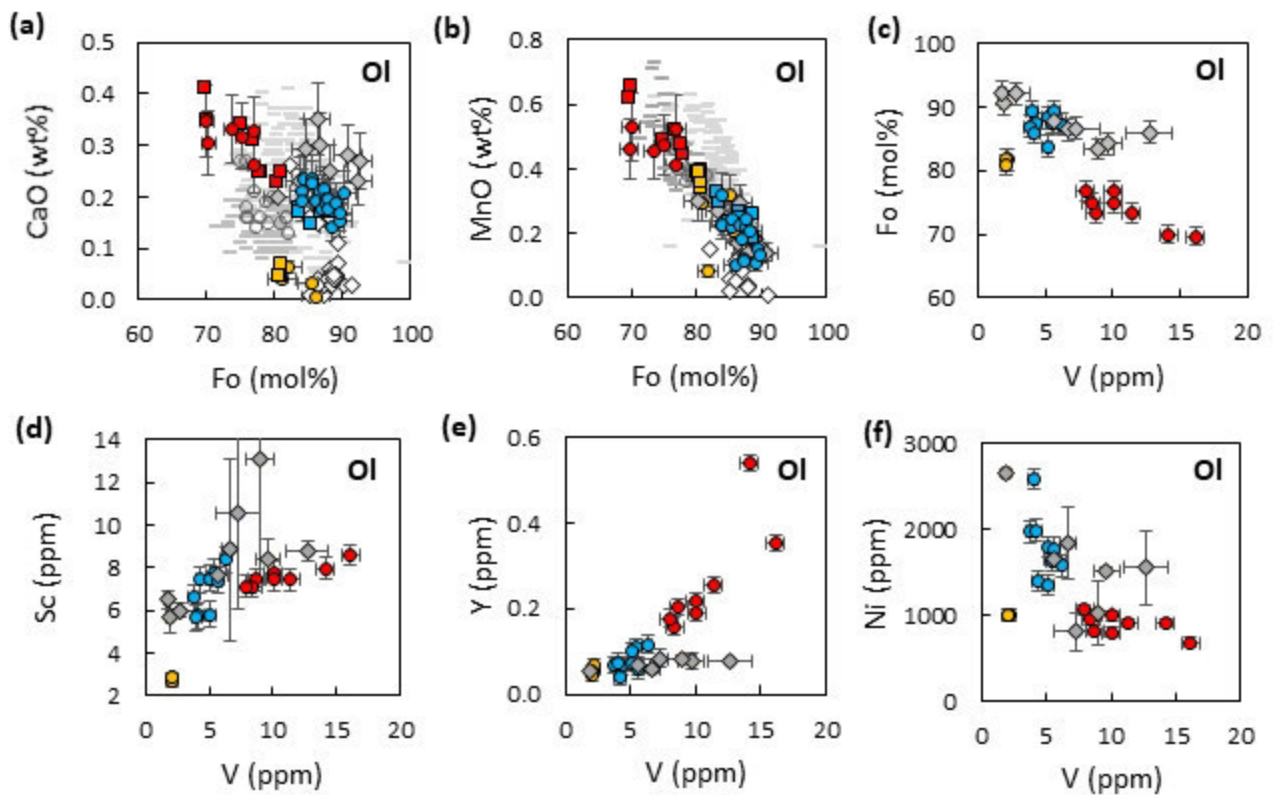 (a)
0.5
0.4
0.3
0.2
0.1
0.0
CaO (wt%)
Ol
60 70 80 90 100
Fo (mol%)
(b)
0.8
0.6
0.4
0.2
0.0
MnO (wt%)
Ol
60 70 80 90 100
Fo (mol%)
(c)
100
90
80
70
60
Fo (mol%)
Ol
0 5 10 15 20
V (ppm)
(d)
14
12
10
8
6
4
2
Sc (ppm)
Ol
0 5 10 15 20
V (ppm)
(e)
0.6
0.4
0.2
0.0
Y (ppm)
Ol
0 5 10 15 20
V (ppm)
(f)
3000
2000
1000
0
Ni (ppm)
Ol
0 5 10 15 20
V (ppm)